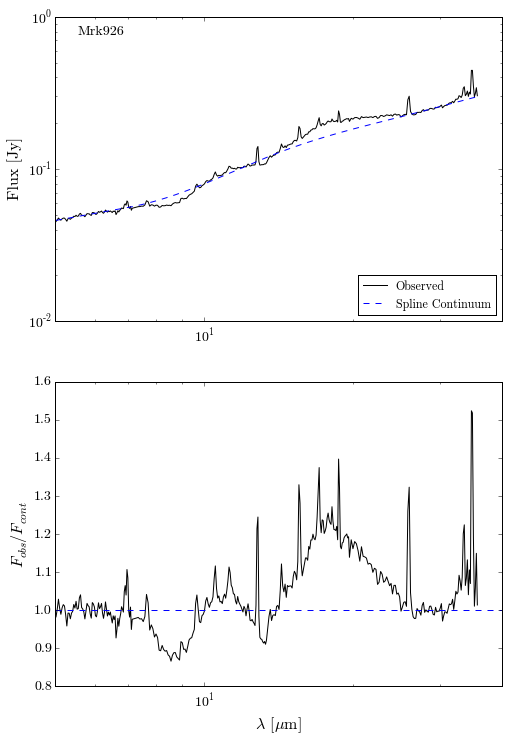 10^0
Mrk926
Flux [Jy]
10^-1
Observed
Spline Continuum
10^-2
10^1
1.6
1.5
1.4
1.3
F_obs/F_cont
1.2
1.1
1.0
0.9
0.8
10^1
λ [μm]